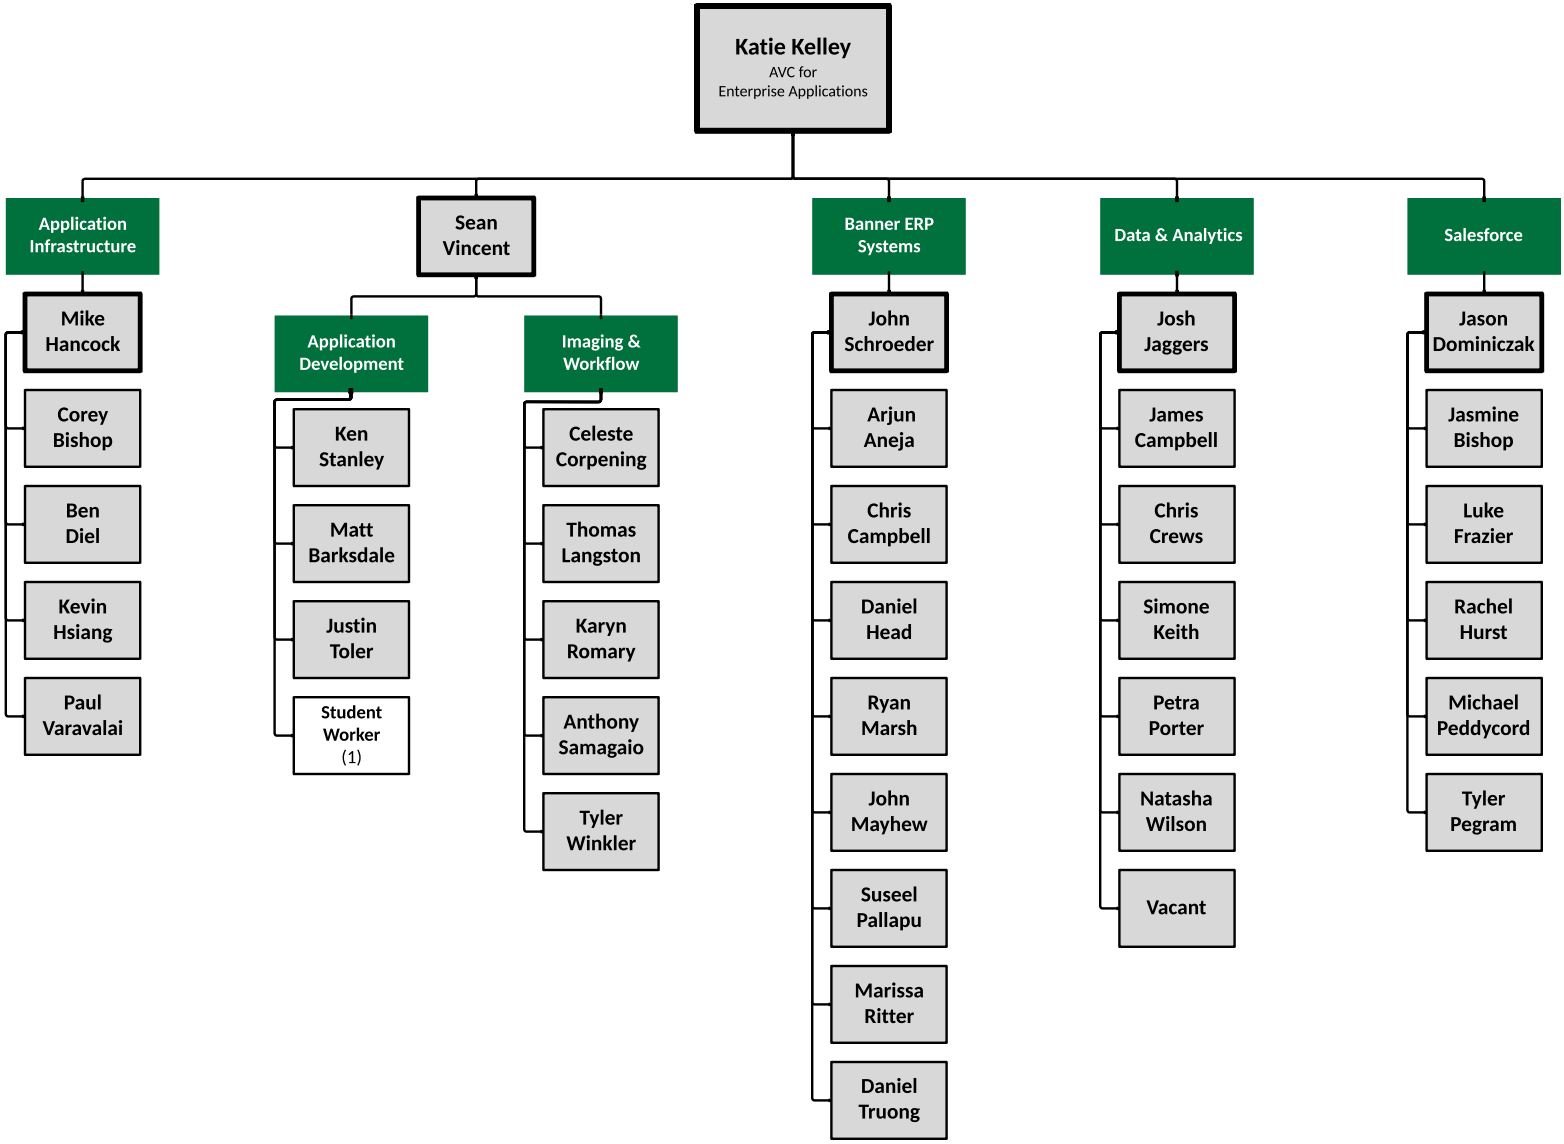 Katie Kelley
AVC for
Enterprise Applications
Application
Infrastructure
Mike
Hancock
Corey
Bishop
Ben
Diel
Kevin
Hsiang
Paul
Varavalai
Sean
Vincent
Application
Development
Ken
Stanley
Matt
Barksdale
Justin
Toler
Student
Worker
(1)
Imaging &
Workflow
Celeste
Corpening
Thomas
Langston
Karyn
Romary
Anthony
Samagaio
Tyler
Winkler
Banner ERP
Systems
John
Schroeder
Arjun
Aneja
Chris
Campbell
Daniel
Head
Ryan
Marsh
John
Mayhew
Suseel
Pallapu
Marissa
Ritter
Daniel
Truong
Data & Analytics
Josh
Jaggers
James
Campbell
Chris
Crews
Simone
Keith
Petra
Porter
Natasha
Wilson
Vacant
Salesforce
Jason
Dominiczak
Jasmine
Bishop
Luke
Frazier
Rachel
Hurst
Michael
Peddycord
Tyler
Pegram